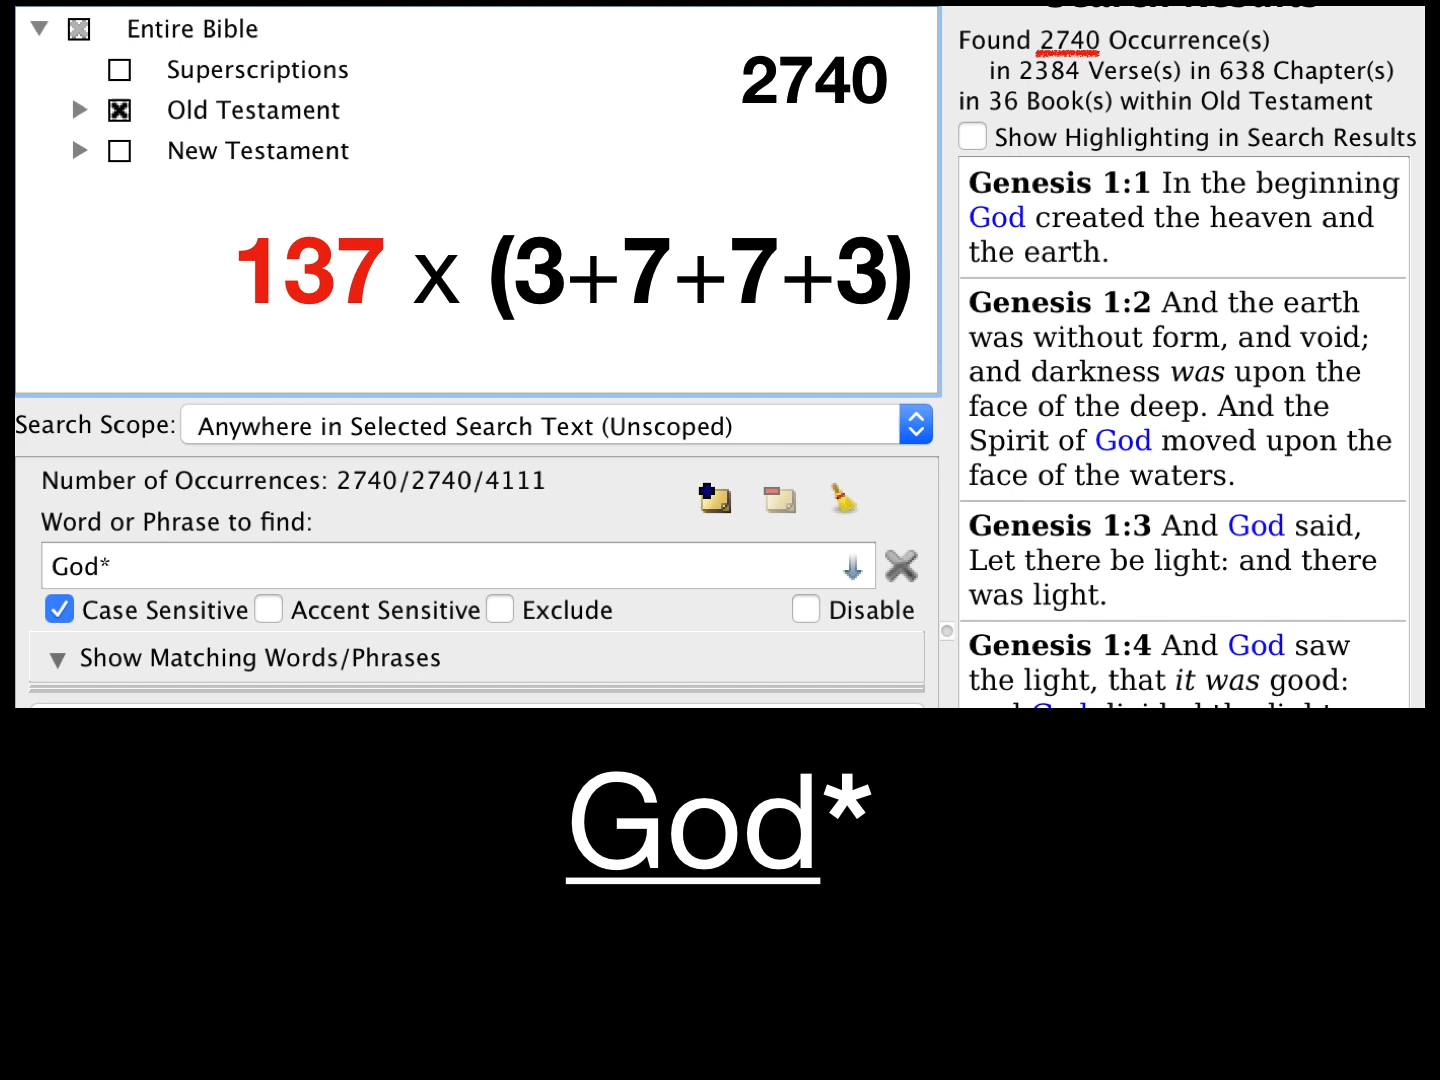 Entire Bible
Superscriptions
Old Testament
New Testament
2740
137 x (3+7+7+3)
Search Scope: Anywhere in Selected Search Text (Unscoped)
Number of Occurrences: 2740/2740/4111
Word or Phrase to find:
God*
Case Sensitive Accent Sensitive Exclude Disable
Show Matching Words/Phrases
Search Results
Found 2740 Occurrence(s)
in 2384 Verse(s) in 638 Chapter(s)
in 36 Book(s) within Old Testament
Show Highlighting in Search Results
Genesis 1:1 In the beginning
God created the heaven and
the earth.
Genesis 1:2 And the earth
was without form, and void;
and darkness was upon the
face of the deep. And the
Spirit of God moved upon the
face of the waters.
Genesis 1:3 And God said,
Let there be light: and there
was light.
Genesis 1:4 And God saw
the light, that it was good:
and God divided the light
God*